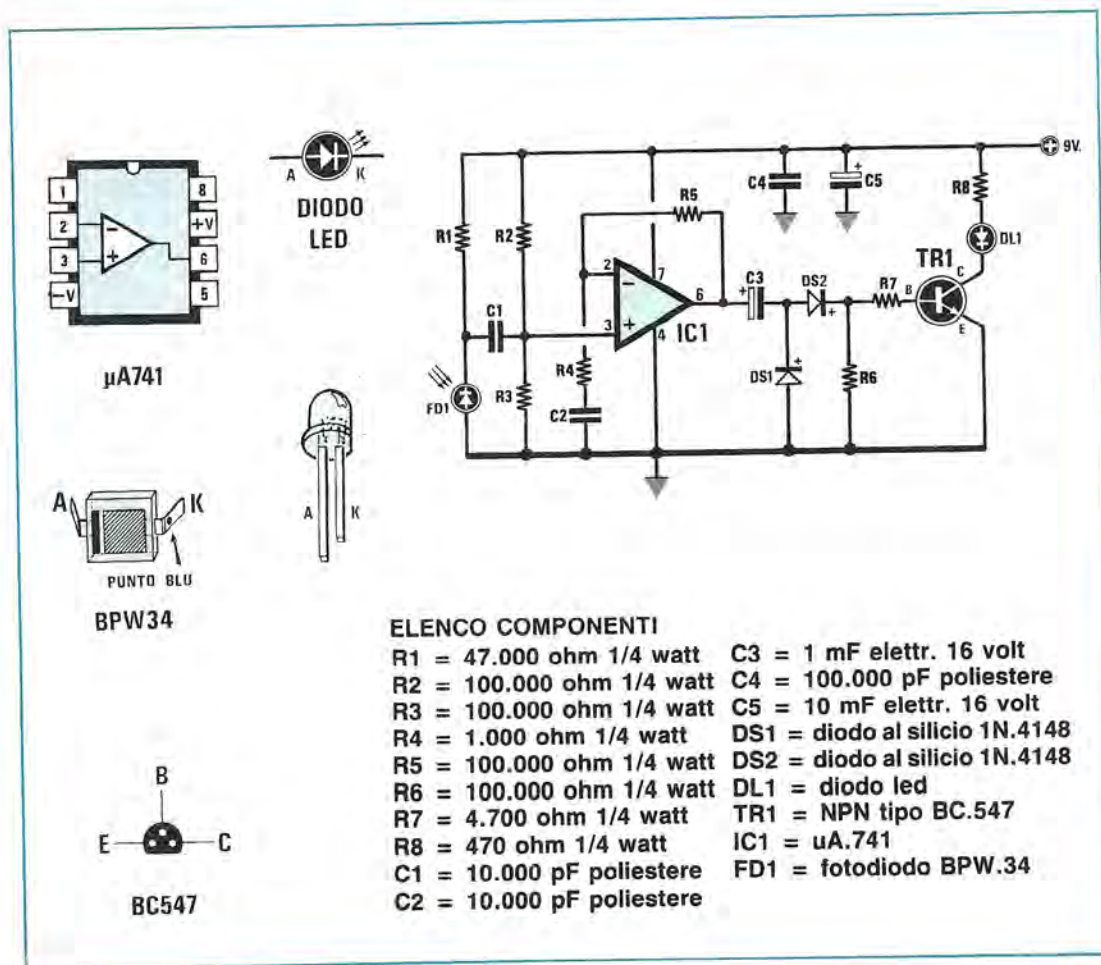 1
2
3
–V
8
+V
6
5
µA741
A
K
DIODO
LED
A
K
PUNTO BLU
BPW34
A
K
B
E
C
BC547
9V.
R1
R2
R5
C4
C5
R8
DL1
TR1
C
B
E
2
7
6
3
4
IC1
C1
C3
DS2
R7
R4
R3
FD1
C2
DS1
R6
ELENCO COMPONENTI
R1 = 47.000 ohm 1/4 watt
R2 = 100.000 ohm 1/4 watt
R3 = 100.000 ohm 1/4 watt
R4 = 1.000 ohm 1/4 watt
R5 = 100.000 ohm 1/4 watt
R6 = 100.000 ohm 1/4 watt
R7 = 4.700 ohm 1/4 watt
R8 = 470 ohm 1/4 watt
C1 = 10.000 pF poliestere
C2 = 10.000 pF poliestere
C3 = 1 mF elettr. 16 volt
C4 = 100.000 pF poliestere
C5 = 10 mF elettr. 16 volt
DS1 = diodo al silicio 1N.4148
DS2 = diodo al silicio 1N.4148
DL1 = diodo led
TR1 = NPN tipo BC.547
IC1 = uA.741
FD1 = fotodiodo BPW.34